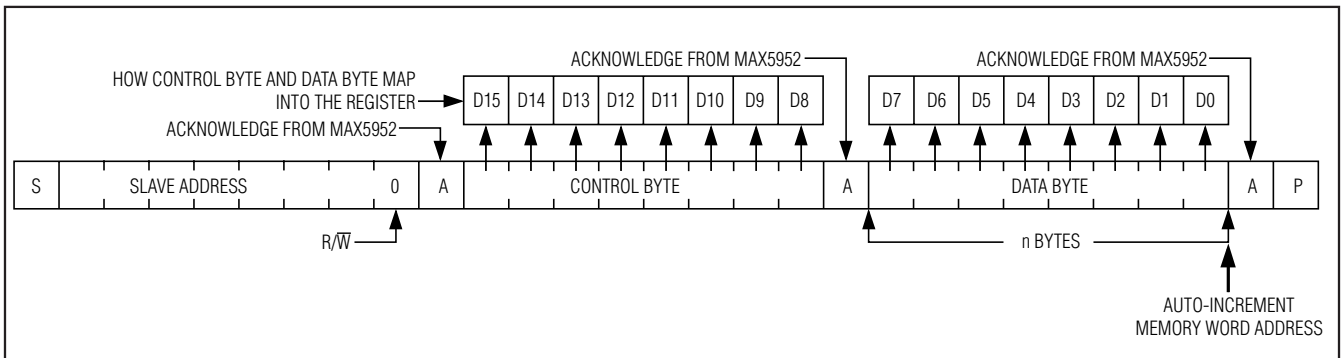 ACKNOWLEDGE FROM MAX5952 ACKNOWLEDGE FROM MAX5952
HOW CONTROL BYTE AND DATA BYTE MAP
INTO THE REGISTER
D15 D14 D13 D12 D11 D10 D9 D8 D7 D6 D5 D4 D3 D2 D1 D0
ACKNOWLEDGE FROM MAX5952
S SLAVE ADDRESS 0 A CONTROL BYTE A DATA BYTE A P
R/W̅ n BYTES
AUTO-INCREMENT
MEMORY WORD ADDRESS